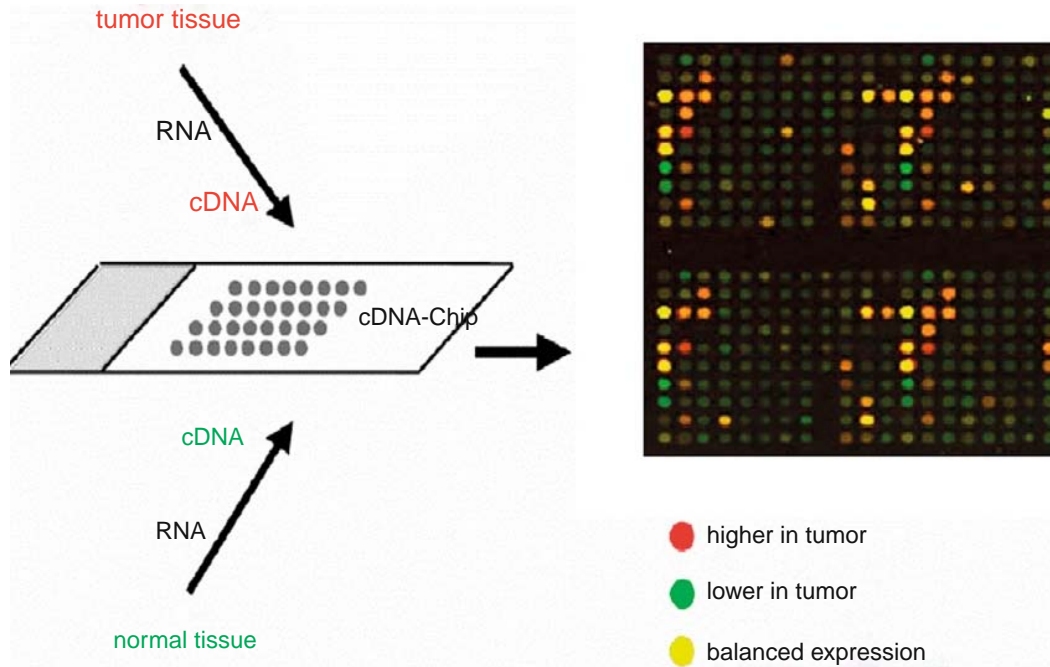 tumor tissue
RNA
cDNA
cDNA-Chip
cDNA
RNA
normal tissue
higher in tumor
lower in tumor
balanced expression